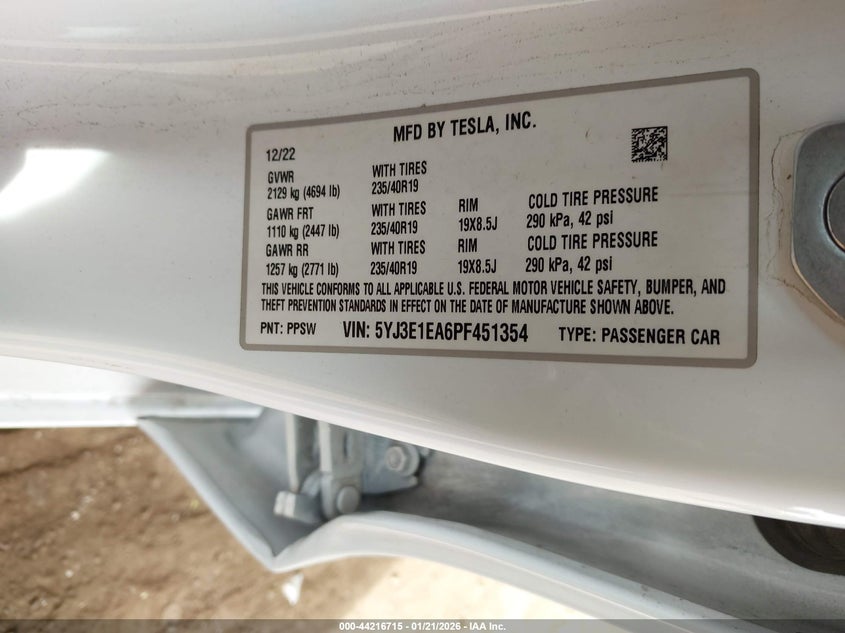 MFD BY TESLA, INC.
12/22
GVWR WITH TIRES
2129 kg (4694 lb) 235/40R19
GAWR FRT WITH TIRES RIM COLD TIRE PRESSURE
1110 kg (2447 lb) 235/40R19 19X8.5J 290 kPa, 42 psi
GAWR RR WITH TIRES RIM COLD TIRE PRESSURE
1257 kg (2771 lb) 235/40R19 19X8.5J 290 kPa, 42 psi
THIS VEHICLE CONFORMS TO ALL APPLICABLE U.S. FEDERAL MOTOR VEHICLE SAFETY, BUMPER, AND
THEFT PREVENTION STANDARDS IN EFFECT ON THE DATE OF MANUFACTURE SHOWN ABOVE.
PNT: PPSW VIN: 5YJ3E1EA6PF451354 TYPE: PASSENGER CAR
000-44216715 - 01/21/2026 - IAA Inc.